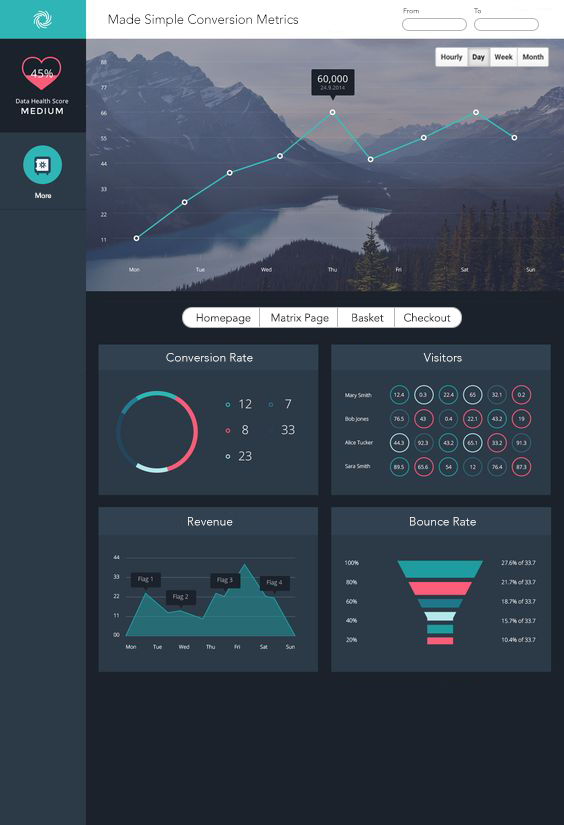 Made Simple Conversion Metrics
From
To
45%
Data Health Score
MEDIUM
More
Hourly Day Week Month
60,000
24.9.2014
88
77
66
55
44
33
22
11
Mon Tue Wed Thu Fri Sat Sun
Homepage Matrix Page Basket Checkout
Conversion Rate
12 7
8 33
23
Visitors
Mary Smith 12.4 0.3 22.4 65 32.1 0.2
Bob Jones 76.5 43 0.4 22.1 43.2 19
Alice Tucker 44.3 92.3 43.2 65.1 33.2 91.3
Sara Smith 89.5 65.6 54 12 76.4 87.3
Revenue
44
33
22
11
00
Flag 1
Flag 2
Flag 3
Flag 4
Mon Tue Wed Thu Fri Sat Sun
Bounce Rate
100% 27.6% of 33.7
80% 21.7% of 33.7
60% 18.7% of 33.7
40% 15.7% of 33.7
20% 10.4% of 33.7